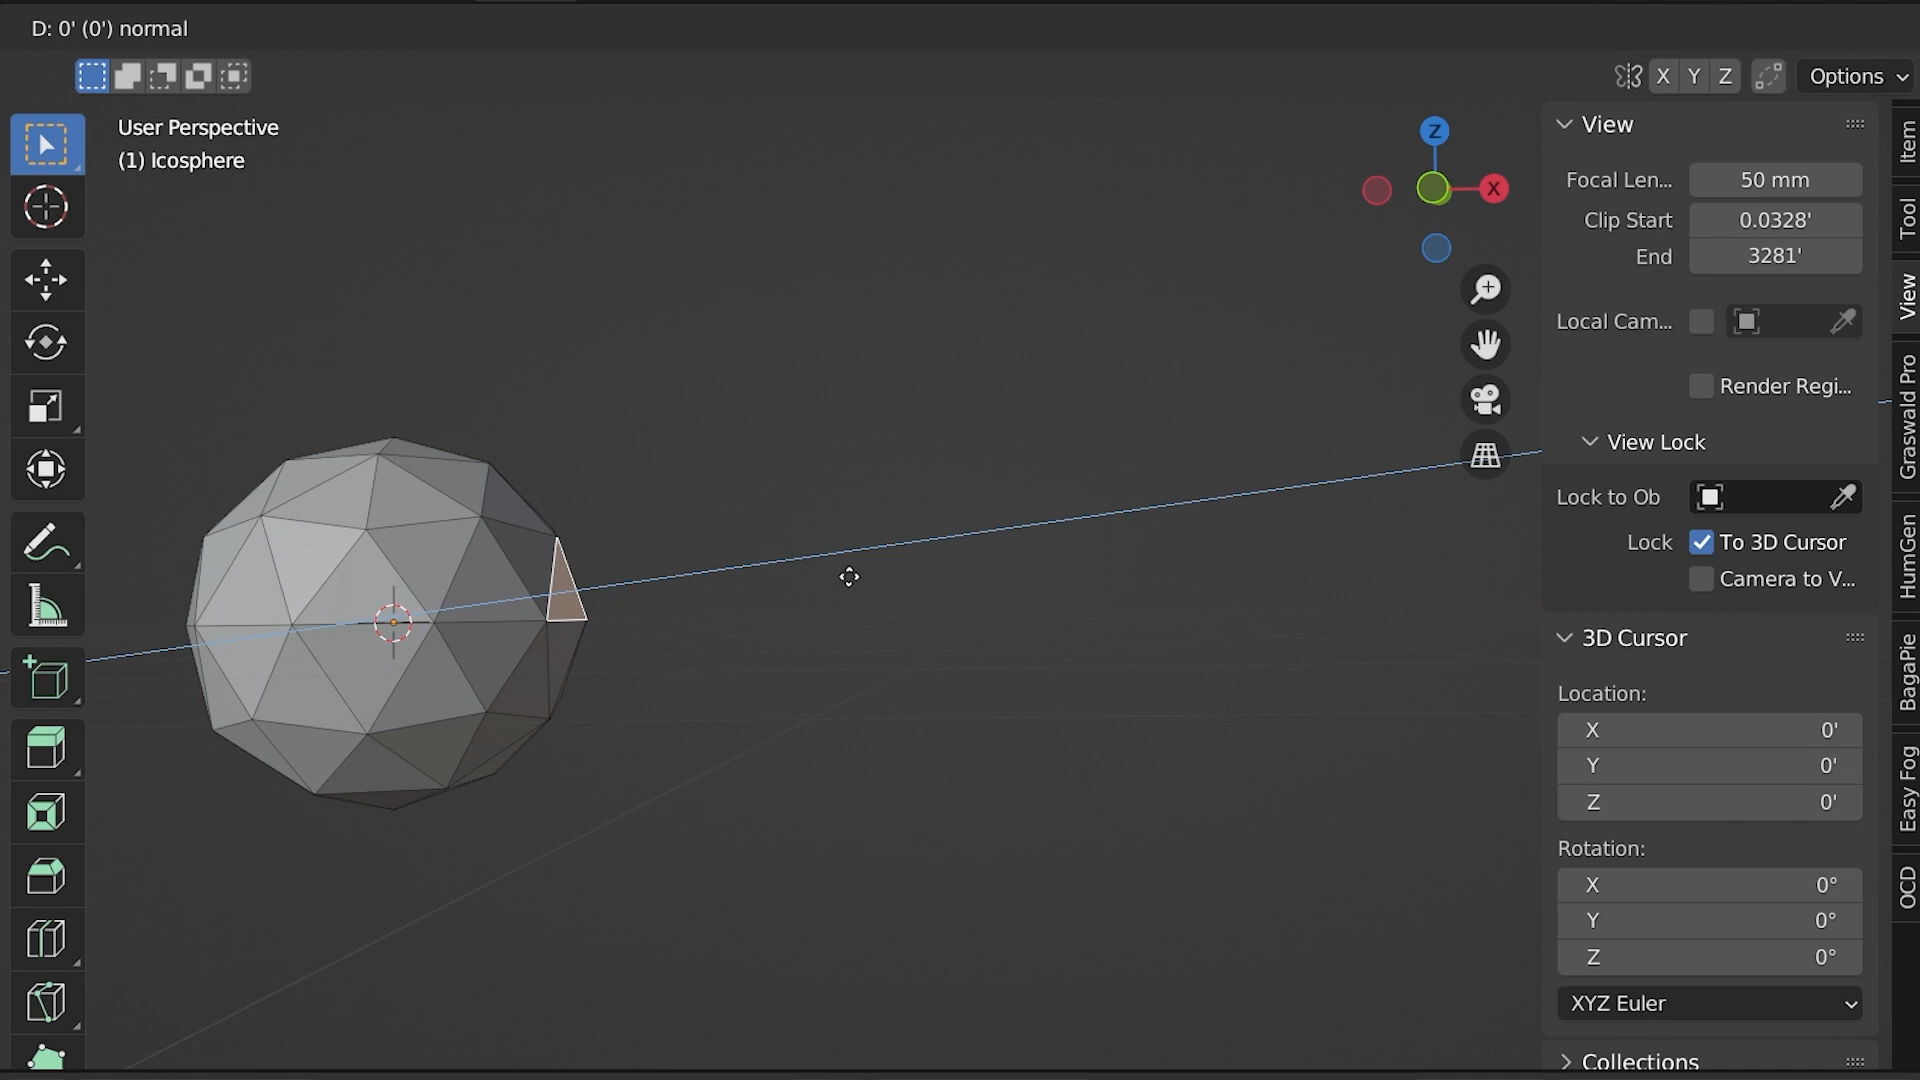 D: 0' (0') normal
X Y Z Options
User Perspective
(1) Icosphere
Z
X
View
Focal Len... 50 mm
Clip Start 0.0328'
End 3281'
Local Cam...
Render Regi...
View Lock
Lock to Ob
Lock To 3D Cursor
Camera to V...
3D Cursor
Location:
X 0'
Y 0'
Z 0'
Rotation:
X 0°
Y 0°
Z 0°
XYZ Euler
Collections
Item
Tool
View
Graswald Pro
HumGen
BagaPie
Easy Fog
OCD